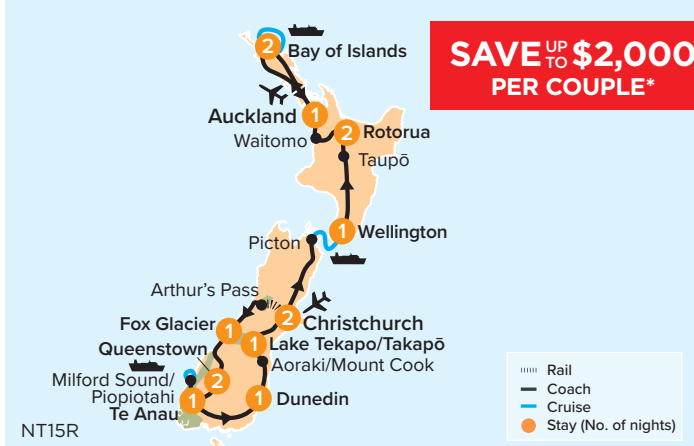 2
Bay of Islands
SAVE UP TO $2,000
PER COUPLE*
Auckland
1
Waitomo
2
Rotorua
Taupō
1
Wellington
Picton
Arthur's Pass
2
Christchurch
Fox Glacier
1
1
Lake Tekapo/Takapō
Queenstown
Aoraki/Mount Cook
Milford Sound/
Piopiotahi
2
Te Anau
1
1
Dunedin
Rail
Coach
Cruise
Stay (No. of nights)
NT15R